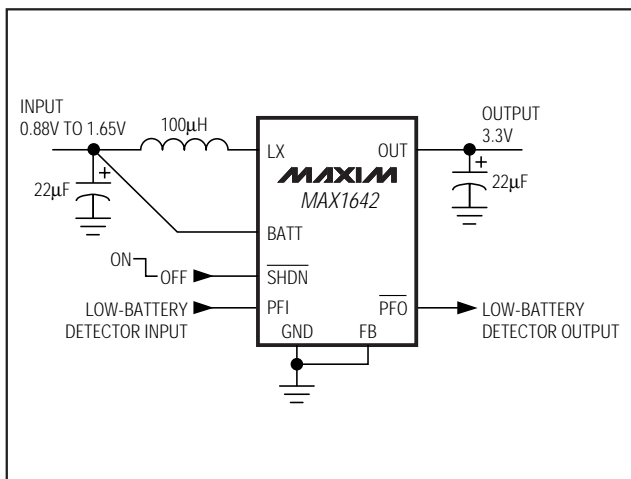 INPUT
0.88V TO 1.65V
100µH
22µF
+
LX
OUT
MAXIM
MAX1642
BATT
ON
OFF
SHDN
PFI
PFO
GND
FB
LOW-BATTERY
DETECTOR INPUT
OUTPUT
3.3V
+
22µF
LOW-BATTERY
DETECTOR OUTPUT